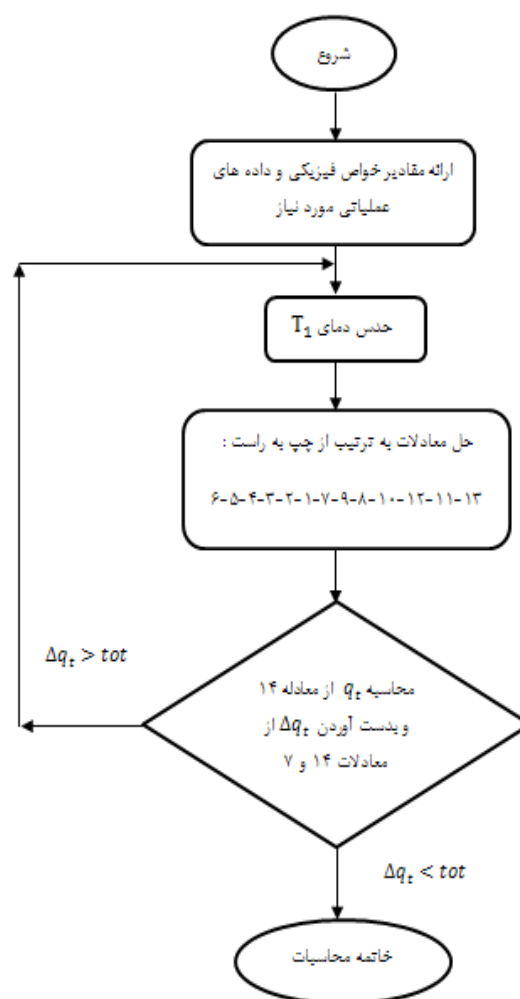 شروع
ارائه مقادیر خواص فیزیکی و داده های
عملیاتی مورد نیاز
حدس دمای T₁
حل معادلات به ترتیب از چپ به راست :
۶-۵-۴-۳-۲-۱-۷-۹-۸-۱۰-۱۲-۱۱-۱۳
Δqₜ > tot
محاسبه qₜ از معادله ۱۴
و بدست آوردن Δqₜ از
معادلات ۱۴ و ۷
Δqₜ < tot
خاتمه محاسبات